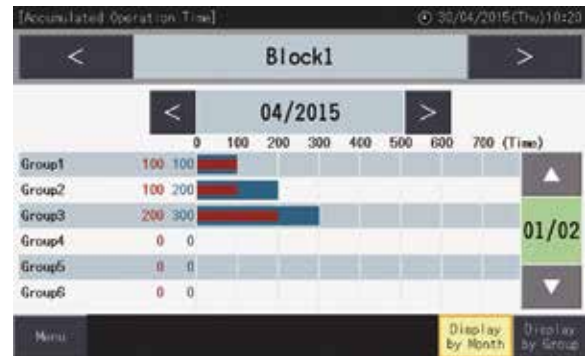 [Accumulated Operation Time] 30/04/2015(Thu)10:20
< Block1 >
< 04/2015 >
0 100 200 300 400 500 600 700 (Time)
Group1 100 100
Group2 100 200
Group3 200 300
01/02
Group4 0 0
Group5 0 0
Group6 0 0
Menu
Display by Month
Display by Group